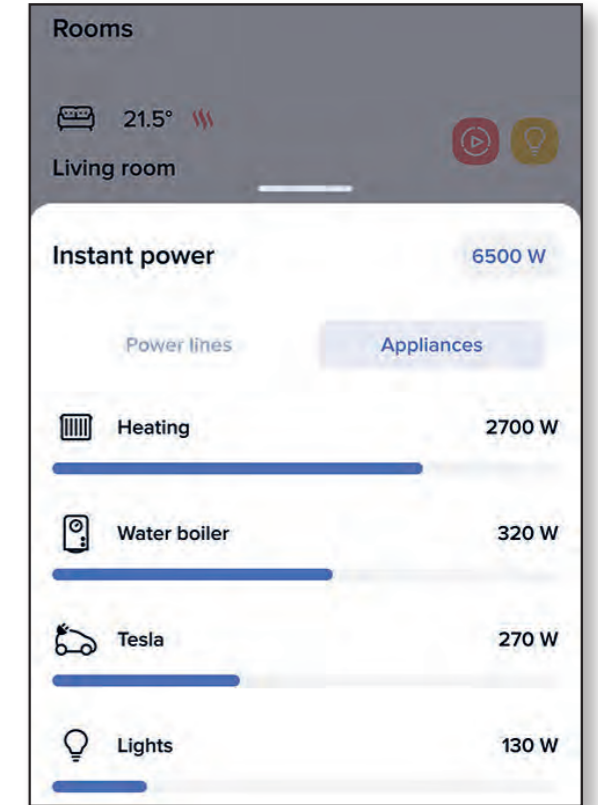 Rooms
21.5°
Living room
Instant power 6500 W
Power lines Appliances
Heating 2700 W
Water boiler 320 W
Tesla 270 W
Lights 130 W